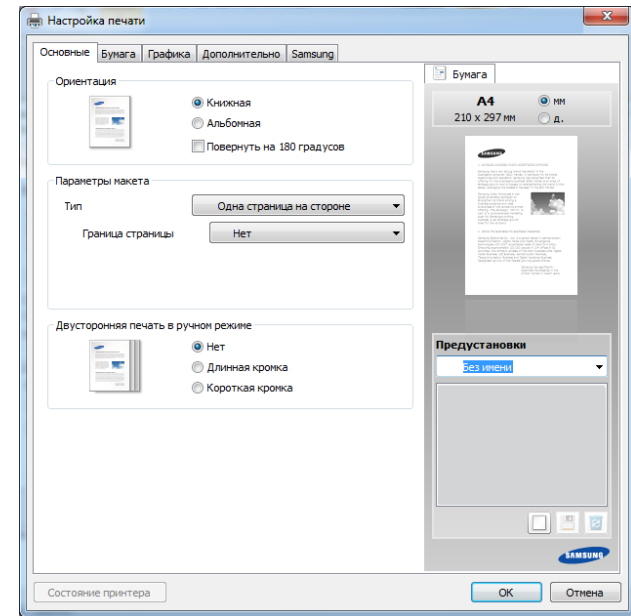 Настройка печати
Основные Бумага Графика Дополнительно Samsung
Ориентация
Книжная
Альбомная
Повернуть на 180 градусов
Параметры макета
Тип Одна страница на стороне
Граница страницы Нет
Двусторонняя печать в ручном режиме
Нет
Длинная кромка
Короткая кромка
Бумага
A4 мм
210 x 297 мм д.
SAMSUNG
Предустановки
Без имени
SAMSUNG
Состояние принтера OK Отмена